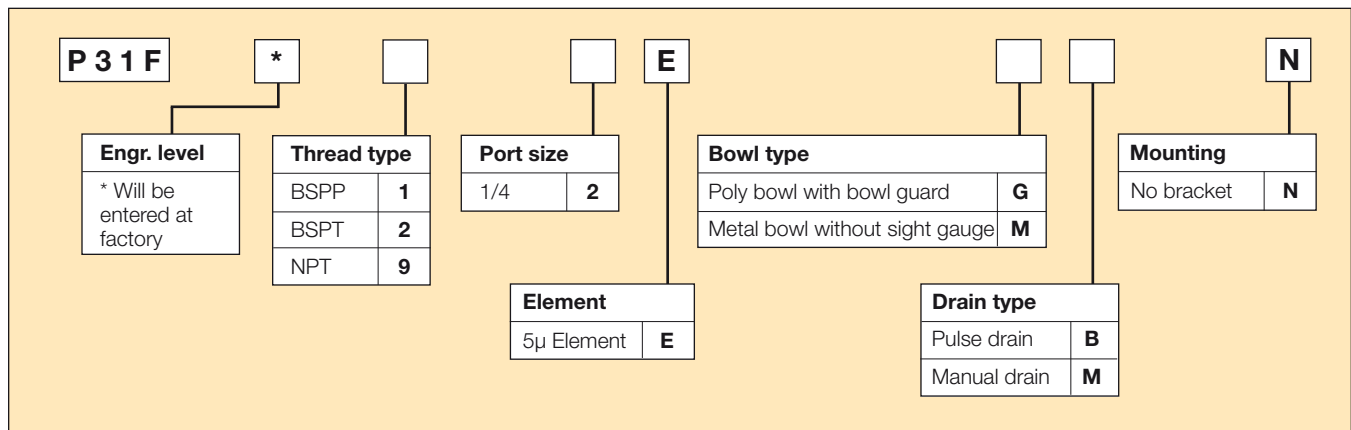 P 3 1 F * E N
Engr. level
* Will be
entered at
factory
Thread type
BSPP 1
BSPT 2
NPT 9
Port size
1/4 2
Element
5µ Element E
Bowl type
Poly bowl with bowl guard G
Metal bowl without sight gauge M
Drain type
Pulse drain B
Manual drain M
Mounting
No bracket N